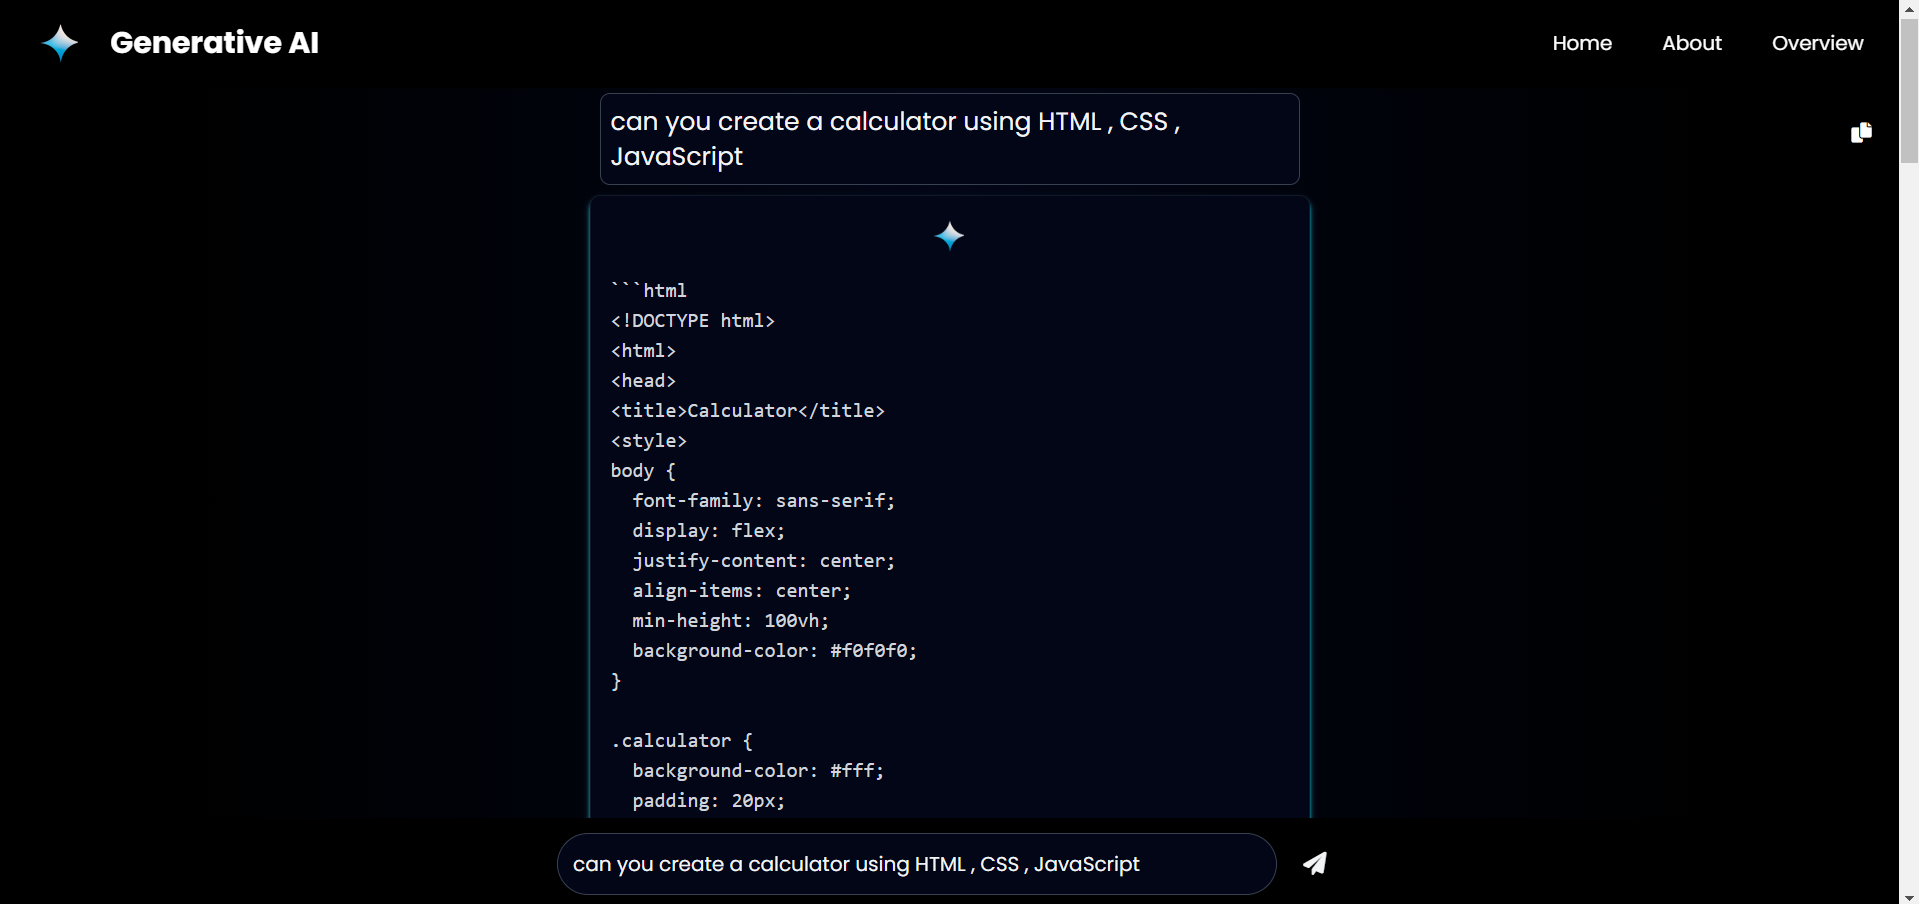 Generative AI
Home
About
Overview
can you create a calculator using HTML , CSS ,
JavaScript
```html
<!DOCTYPE html>
<html>
<head>
<title>Calculator</title>
<style>
body {
  font-family: sans-serif;
  display: flex;
  justify-content: center;
  align-items: center;
  min-height: 100vh;
  background-color: #f0f0f0;
}

.calculator {
  background-color: #fff;
  padding: 20px;
can you create a calculator using HTML , CSS , JavaScript